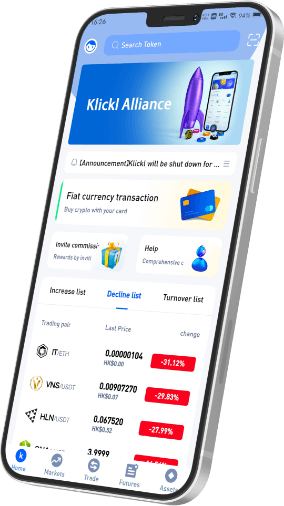 16/26
94%
Search Token
Klickl Alliance
[Announcement]Klickl will be shut down for ...
Fiat currency transaction
Buy crypto with your card
Invite commissi
Rewards by inviti
Help
Comprehensive c
Increase list
Decline list
Turnover list
Trading pair
Last Price
change
IT/ETH
0.00000104
HK$0.00
-31.12%
VNS/USDT
0.00907270
HK$0.07
-29.83%
HLN/USDT
0.067520
HK$0.52
-27.99%
3.9999
Home
Markets
Trade
Futures
Assets